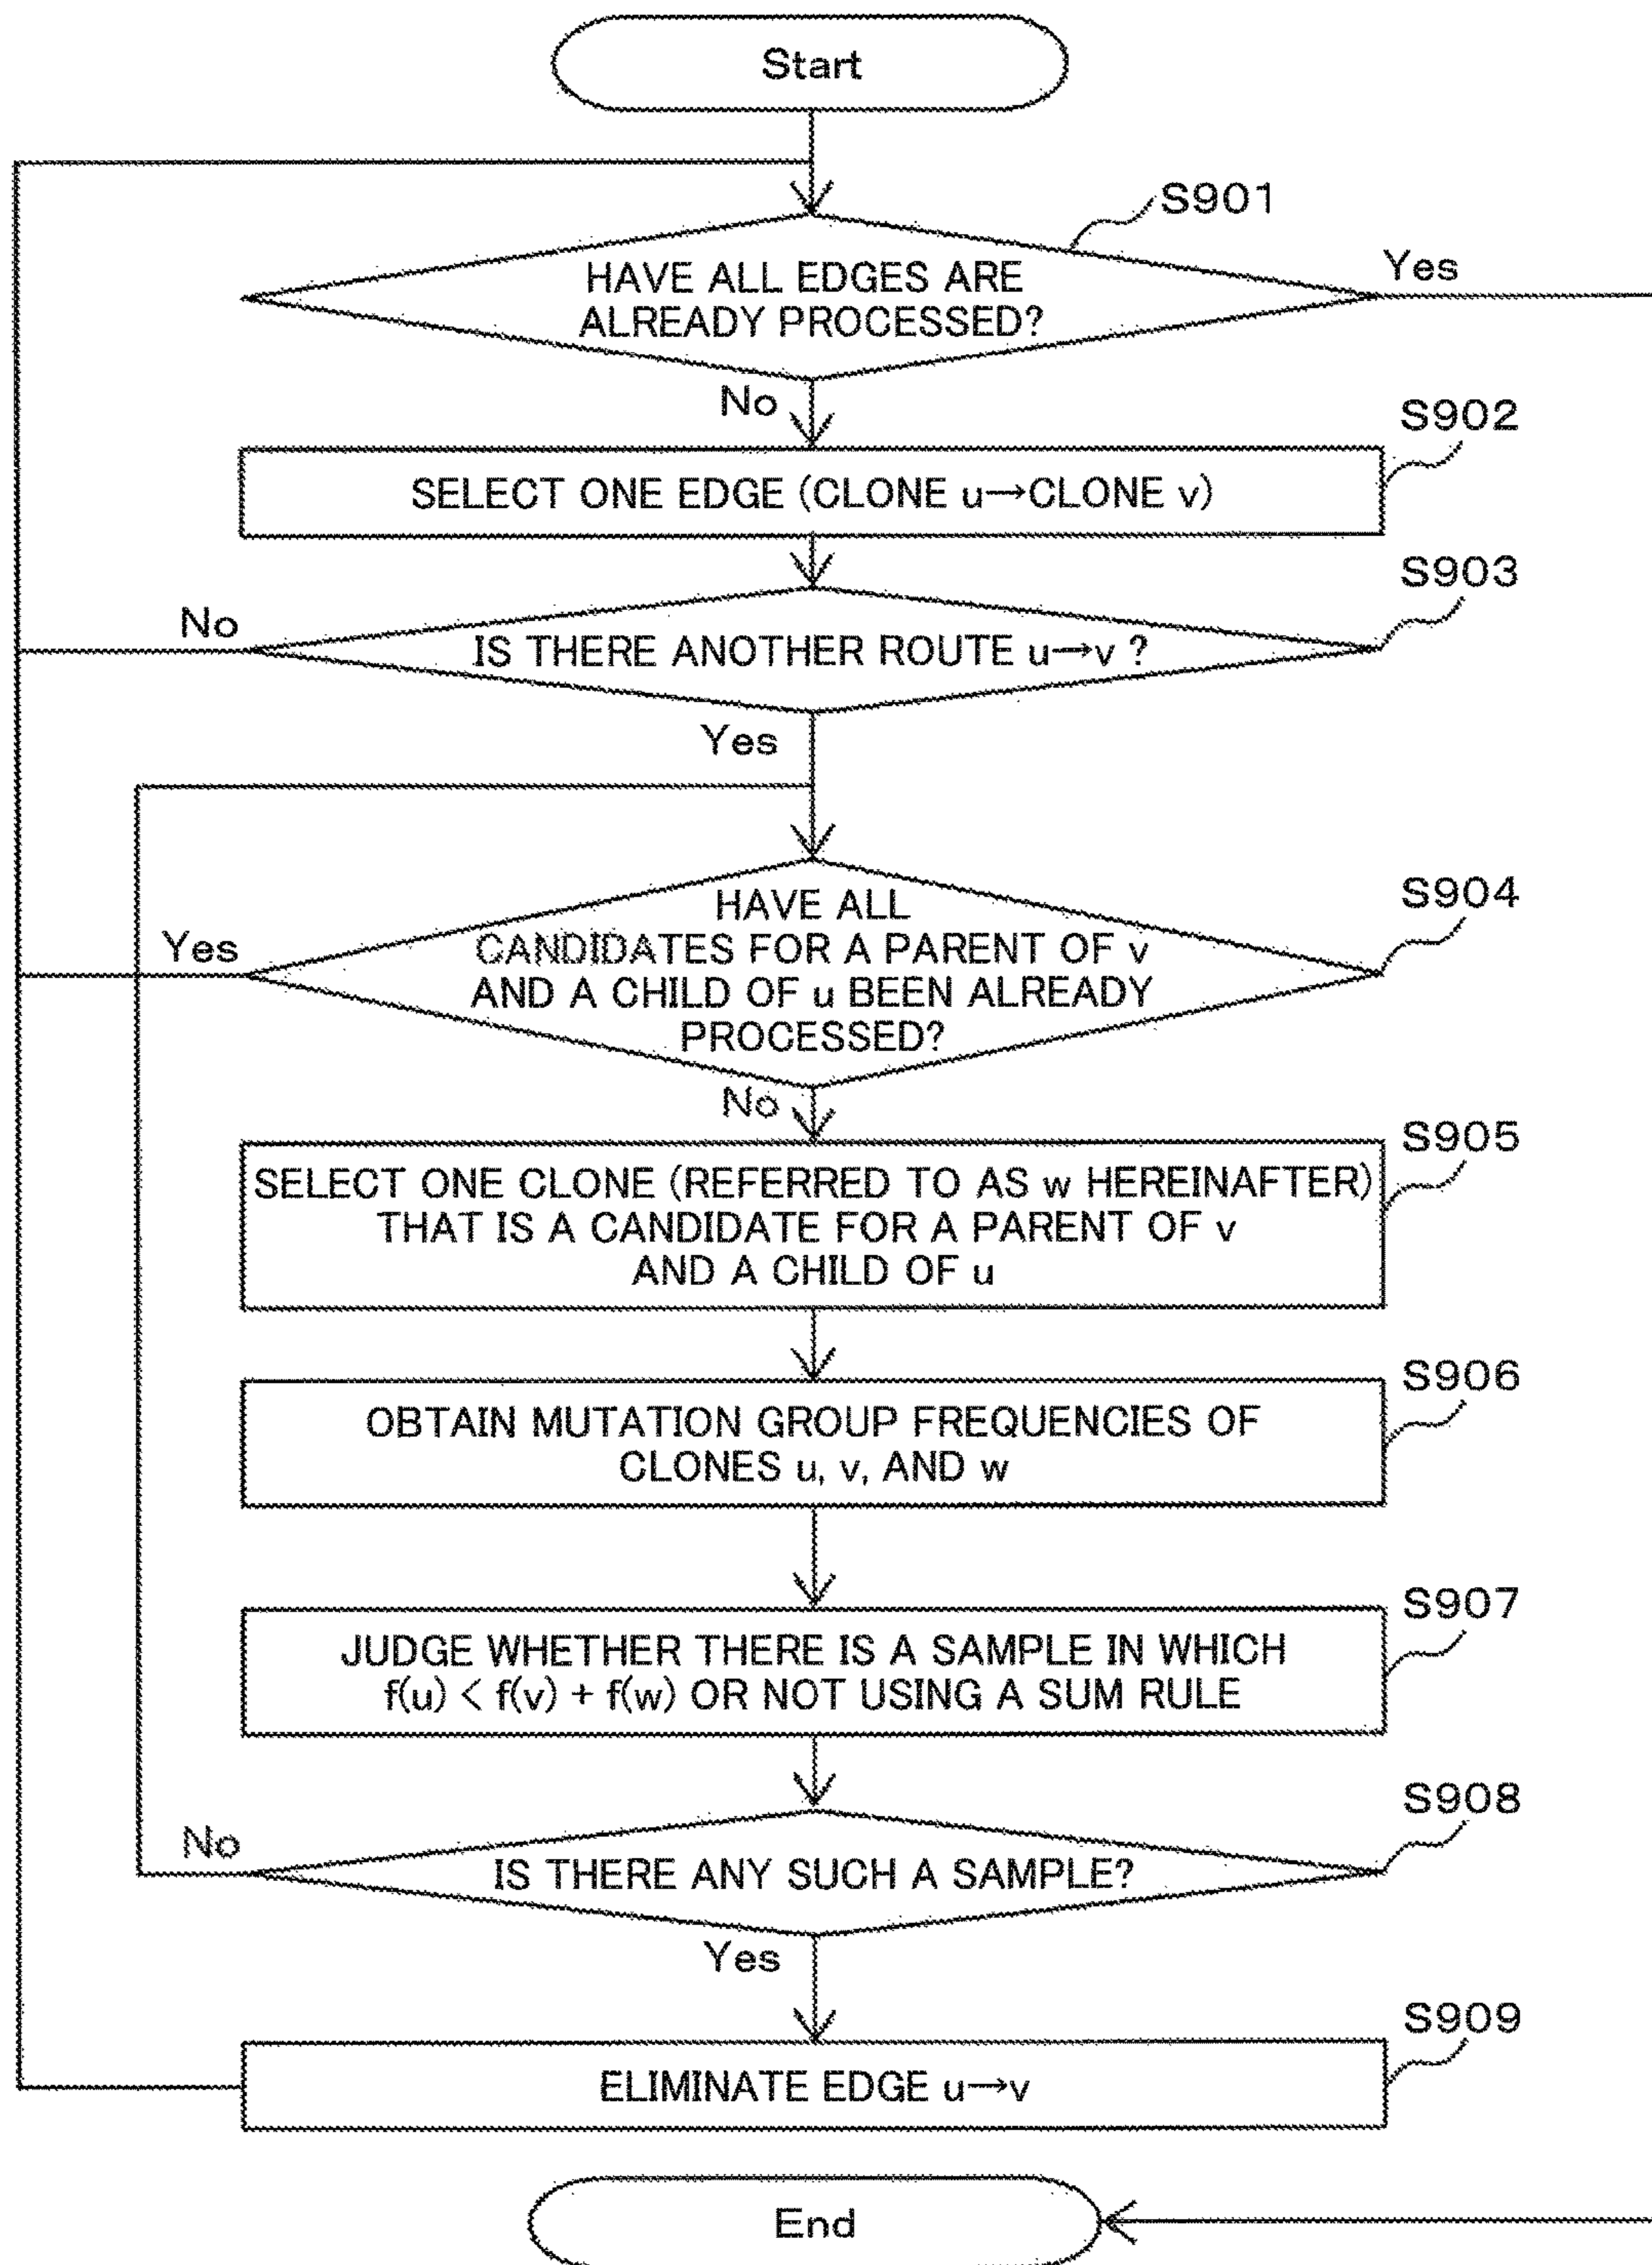 Start
S901
HAVE ALL EDGES ARE
ALREADY PROCESSED?
Yes
No
S902
SELECT ONE EDGE (CLONE u→CLONE v)
S903
No
IS THERE ANOTHER ROUTE u→v ?
Yes
S904
HAVE ALL
CANDIDATES FOR A PARENT OF v
AND A CHILD OF u BEEN ALREADY
PROCESSED?
Yes
No
S905
SELECT ONE CLONE (REFERRED TO AS w HEREINAFTER)
THAT IS A CANDIDATE FOR A PARENT OF v
AND A CHILD OF u
S906
OBTAIN MUTATION GROUP FREQUENCIES OF
CLONES u, v, AND w
S907
JUDGE WHETHER THERE IS A SAMPLE IN WHICH
f(u) < f(v) + f(w) OR NOT USING A SUM RULE
S908
No
IS THERE ANY SUCH A SAMPLE?
Yes
S909
ELIMINATE EDGE u→v
End